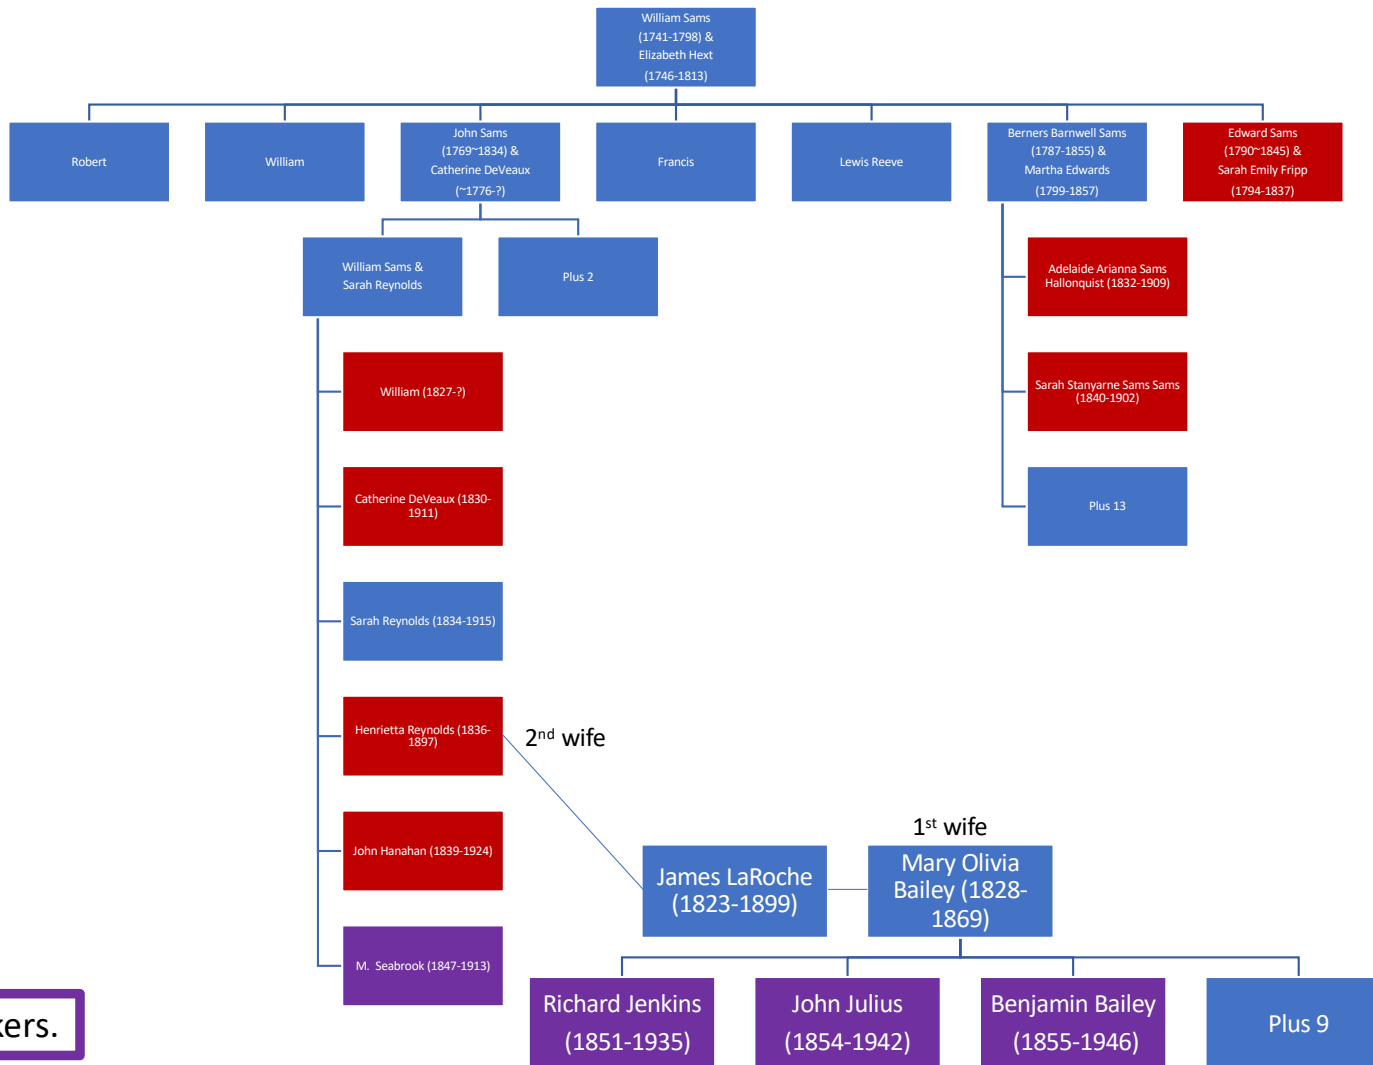 William Sams
(1741-1798) &
Elizabeth Hext
(1746-1813)
Robert
William
John Sams
(1769~1834) &
Catherine DeVeaux
(~1776-?)
Francis
Lewis Reeve
Berners Barnwell Sams
(1787-1855) &
Martha Edwards
(1799-1857)
Edward Sams
(1790~1845) &
Sarah Emily Fripp
(1794-1837)
William Sams &
Sarah Reynolds
Plus 2
Adelaide Arianna Sams
Hallonquist (1832-1909)
William (1827-?)
Sarah Stanyarne Sams Sams
(1840-1902)
Catherine DeVeaux (1830-
1911)
Plus 13
Sarah Reynolds (1834-1915)
Henrietta Reynolds (1836-
1897)
2nd wife
John Hanahan (1839-1924)
1st wife
James LaRoche
(1823-1899)
Mary Olivia
Bailey (1828-
1869)
M.  Seabrook (1847-1913)
Richard Jenkins
(1851-1935)
John Julius
(1854-1942)
Benjamin Bailey
(1855-1946)
Plus 9
kers.